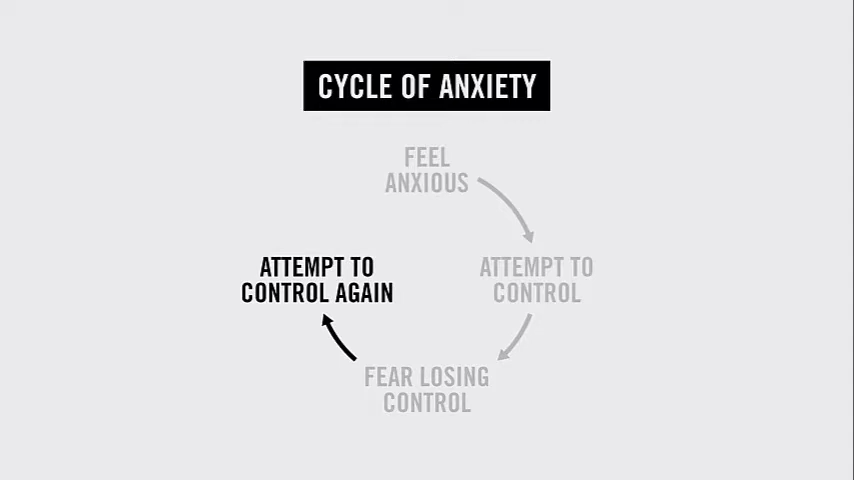 CYCLE OF ANXIETY
FEEL
ANXIOUS
ATTEMPT TO
CONTROL
FEAR LOSING
CONTROL
ATTEMPT TO
CONTROL AGAIN